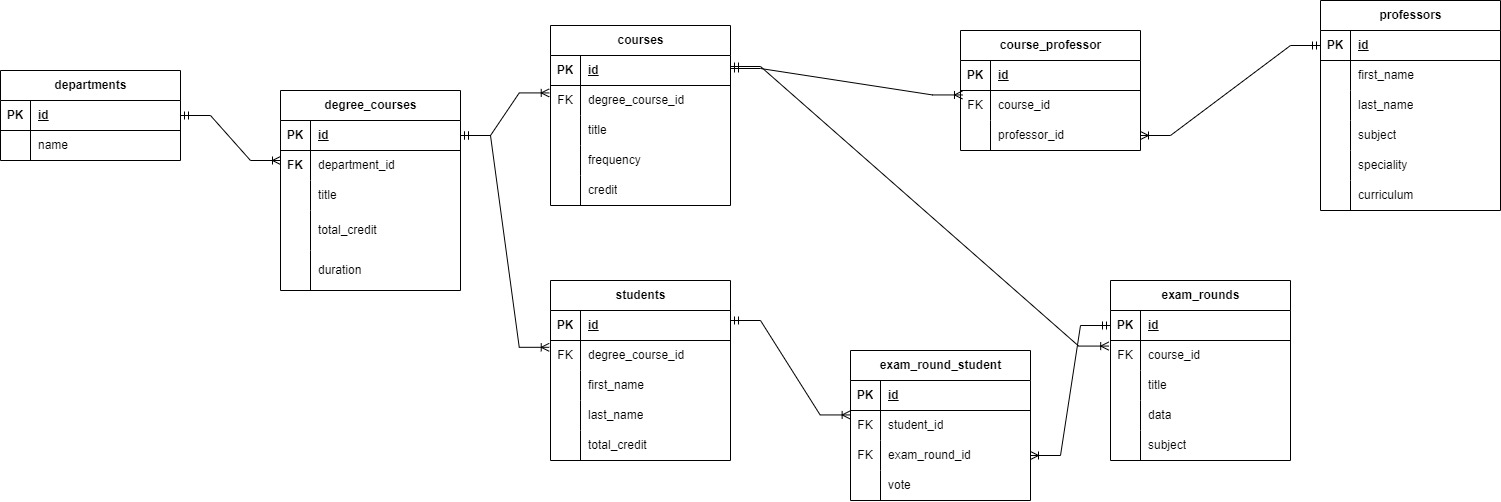 departments
PK id
name
degree_courses
PK id
FK department_id
title
total_credit
duration
courses
PK id
FK degree_course_id
title
frequency
credit
students
PK id
FK degree_course_id
first_name
last_name
total_credit
exam_round_student
PK id
FK student_id
FK exam_round_id
vote
course_professor
PK id
FK course_id
professor_id
exam_rounds
PK id
FK course_id
title
data
subject
professors
PK id
first_name
last_name
subject
speciality
curriculum